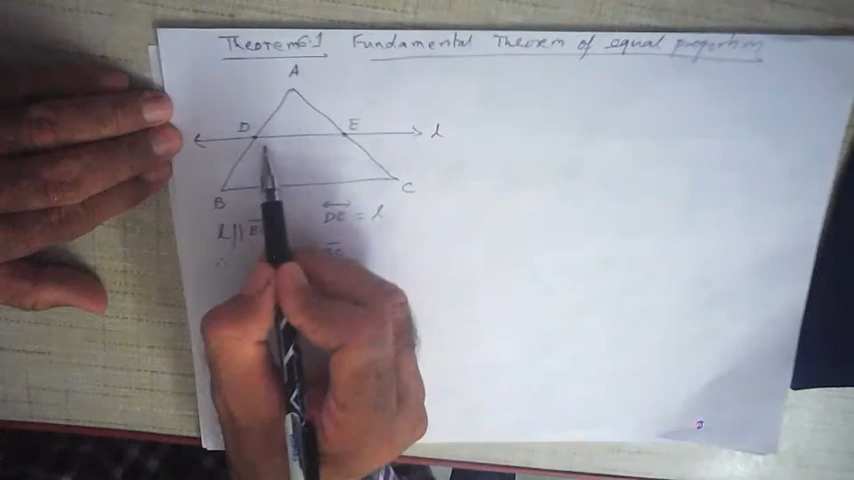 Theorem 6.1 Fundamental Theorem of equal proportion
A
D E l
B C
DE = l
l ||
∴